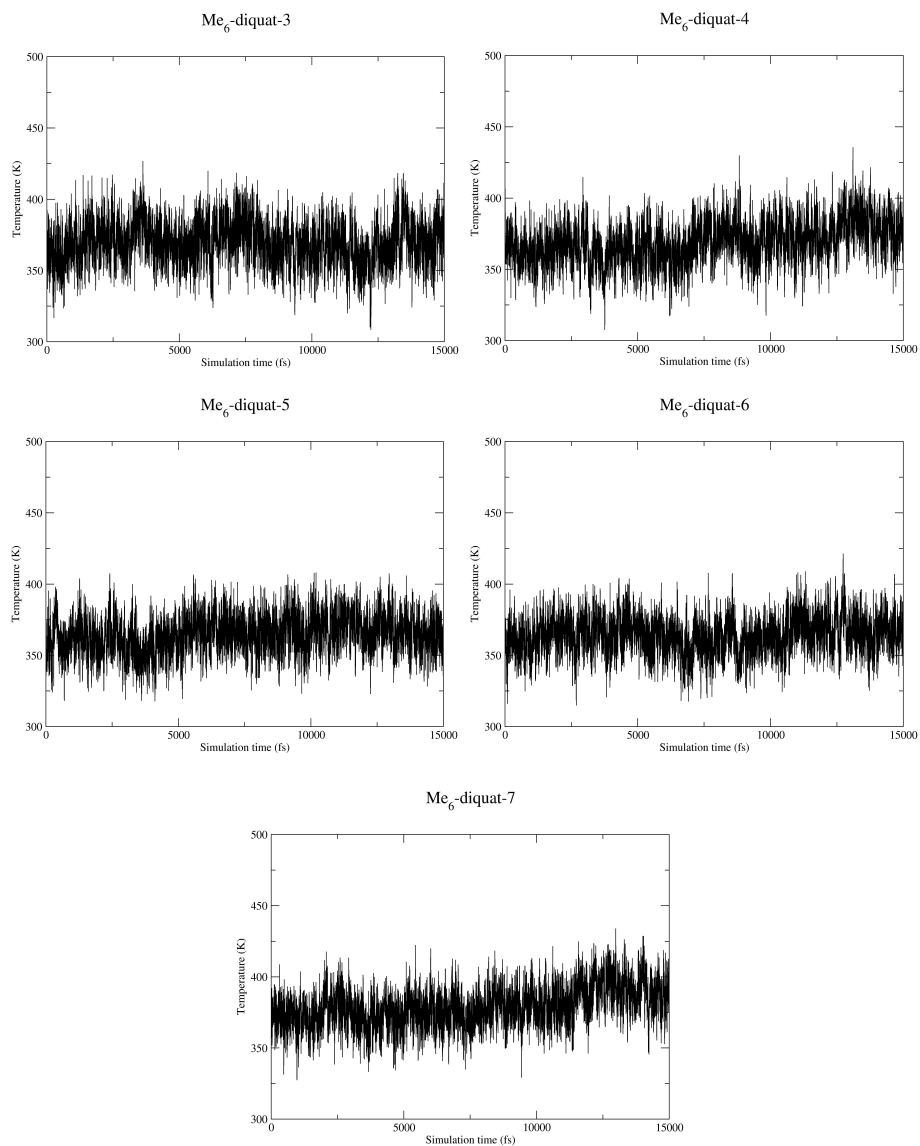 Me6-diquat-3
500
450
400
350
300
Temperature (K)
0 5000 10000 15000
Simulation time (fs)
Me6-diquat-4
500
450
400
350
300
Temperature (K)
0 5000 10000 15000
Simulation time (fs)
Me6-diquat-5
500
450
400
350
300
Temperature (K)
0 5000 10000 15000
Simulation time (fs)
Me6-diquat-6
500
450
400
350
300
Temperature (K)
0 5000 10000 15000
Simulation time (fs)
Me6-diquat-7
500
450
400
350
300
Temperature (K)
0 5000 10000 15000
Simulation time (fs)